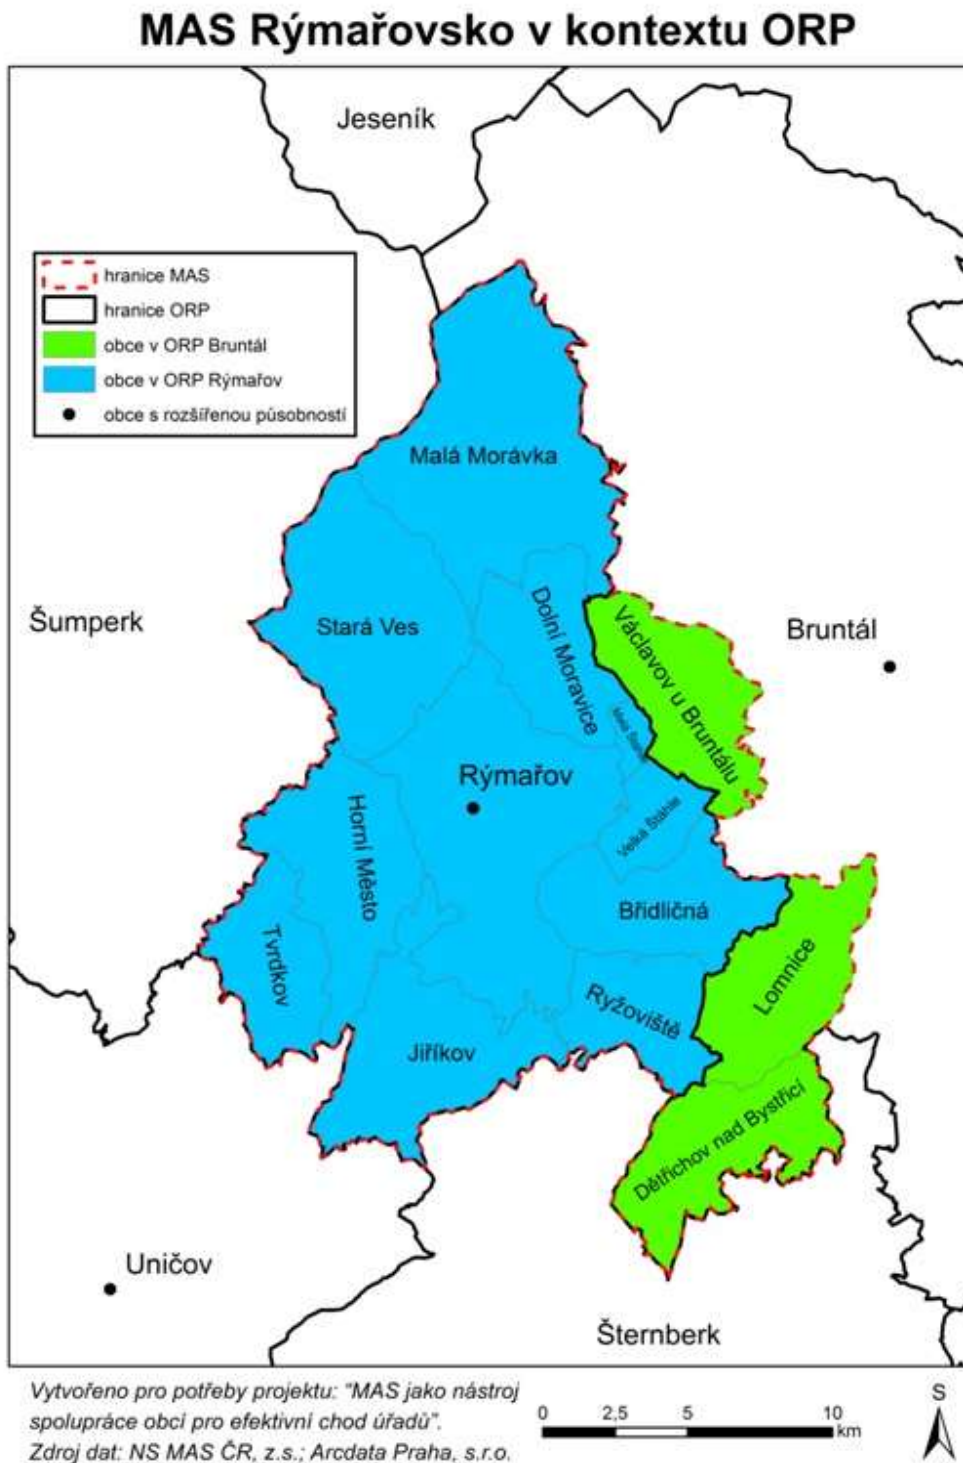 MAS Rýmařovsko v kontextu ORP
Jeseník
hranice MAS
hranice ORP
obce v ORP Bruntál
obce v ORP Rýmařov
obce s rozšířenou působností
Malá Morávka
Šumperk
Stará Ves
Dolní Moravice
Václavov u Bruntálu
Bruntál
Malá
Rýmařov
Horní Město
Velká Štáhle
Břidličná
Tvrdkov
Lomnice
Ryžoviště
Jiříkov
Dětřichov nad Bystřicí
Uničov
Šternberk
Vytvořeno pro potřeby projektu: "MAS jako nástroj
spolupráce obcí pro efektivní chod úřadů".
Zdroj dat: NS MAS ČR, z.s.; Arcdata Praha, s.r.o.
0 2,5 5 10
km
S